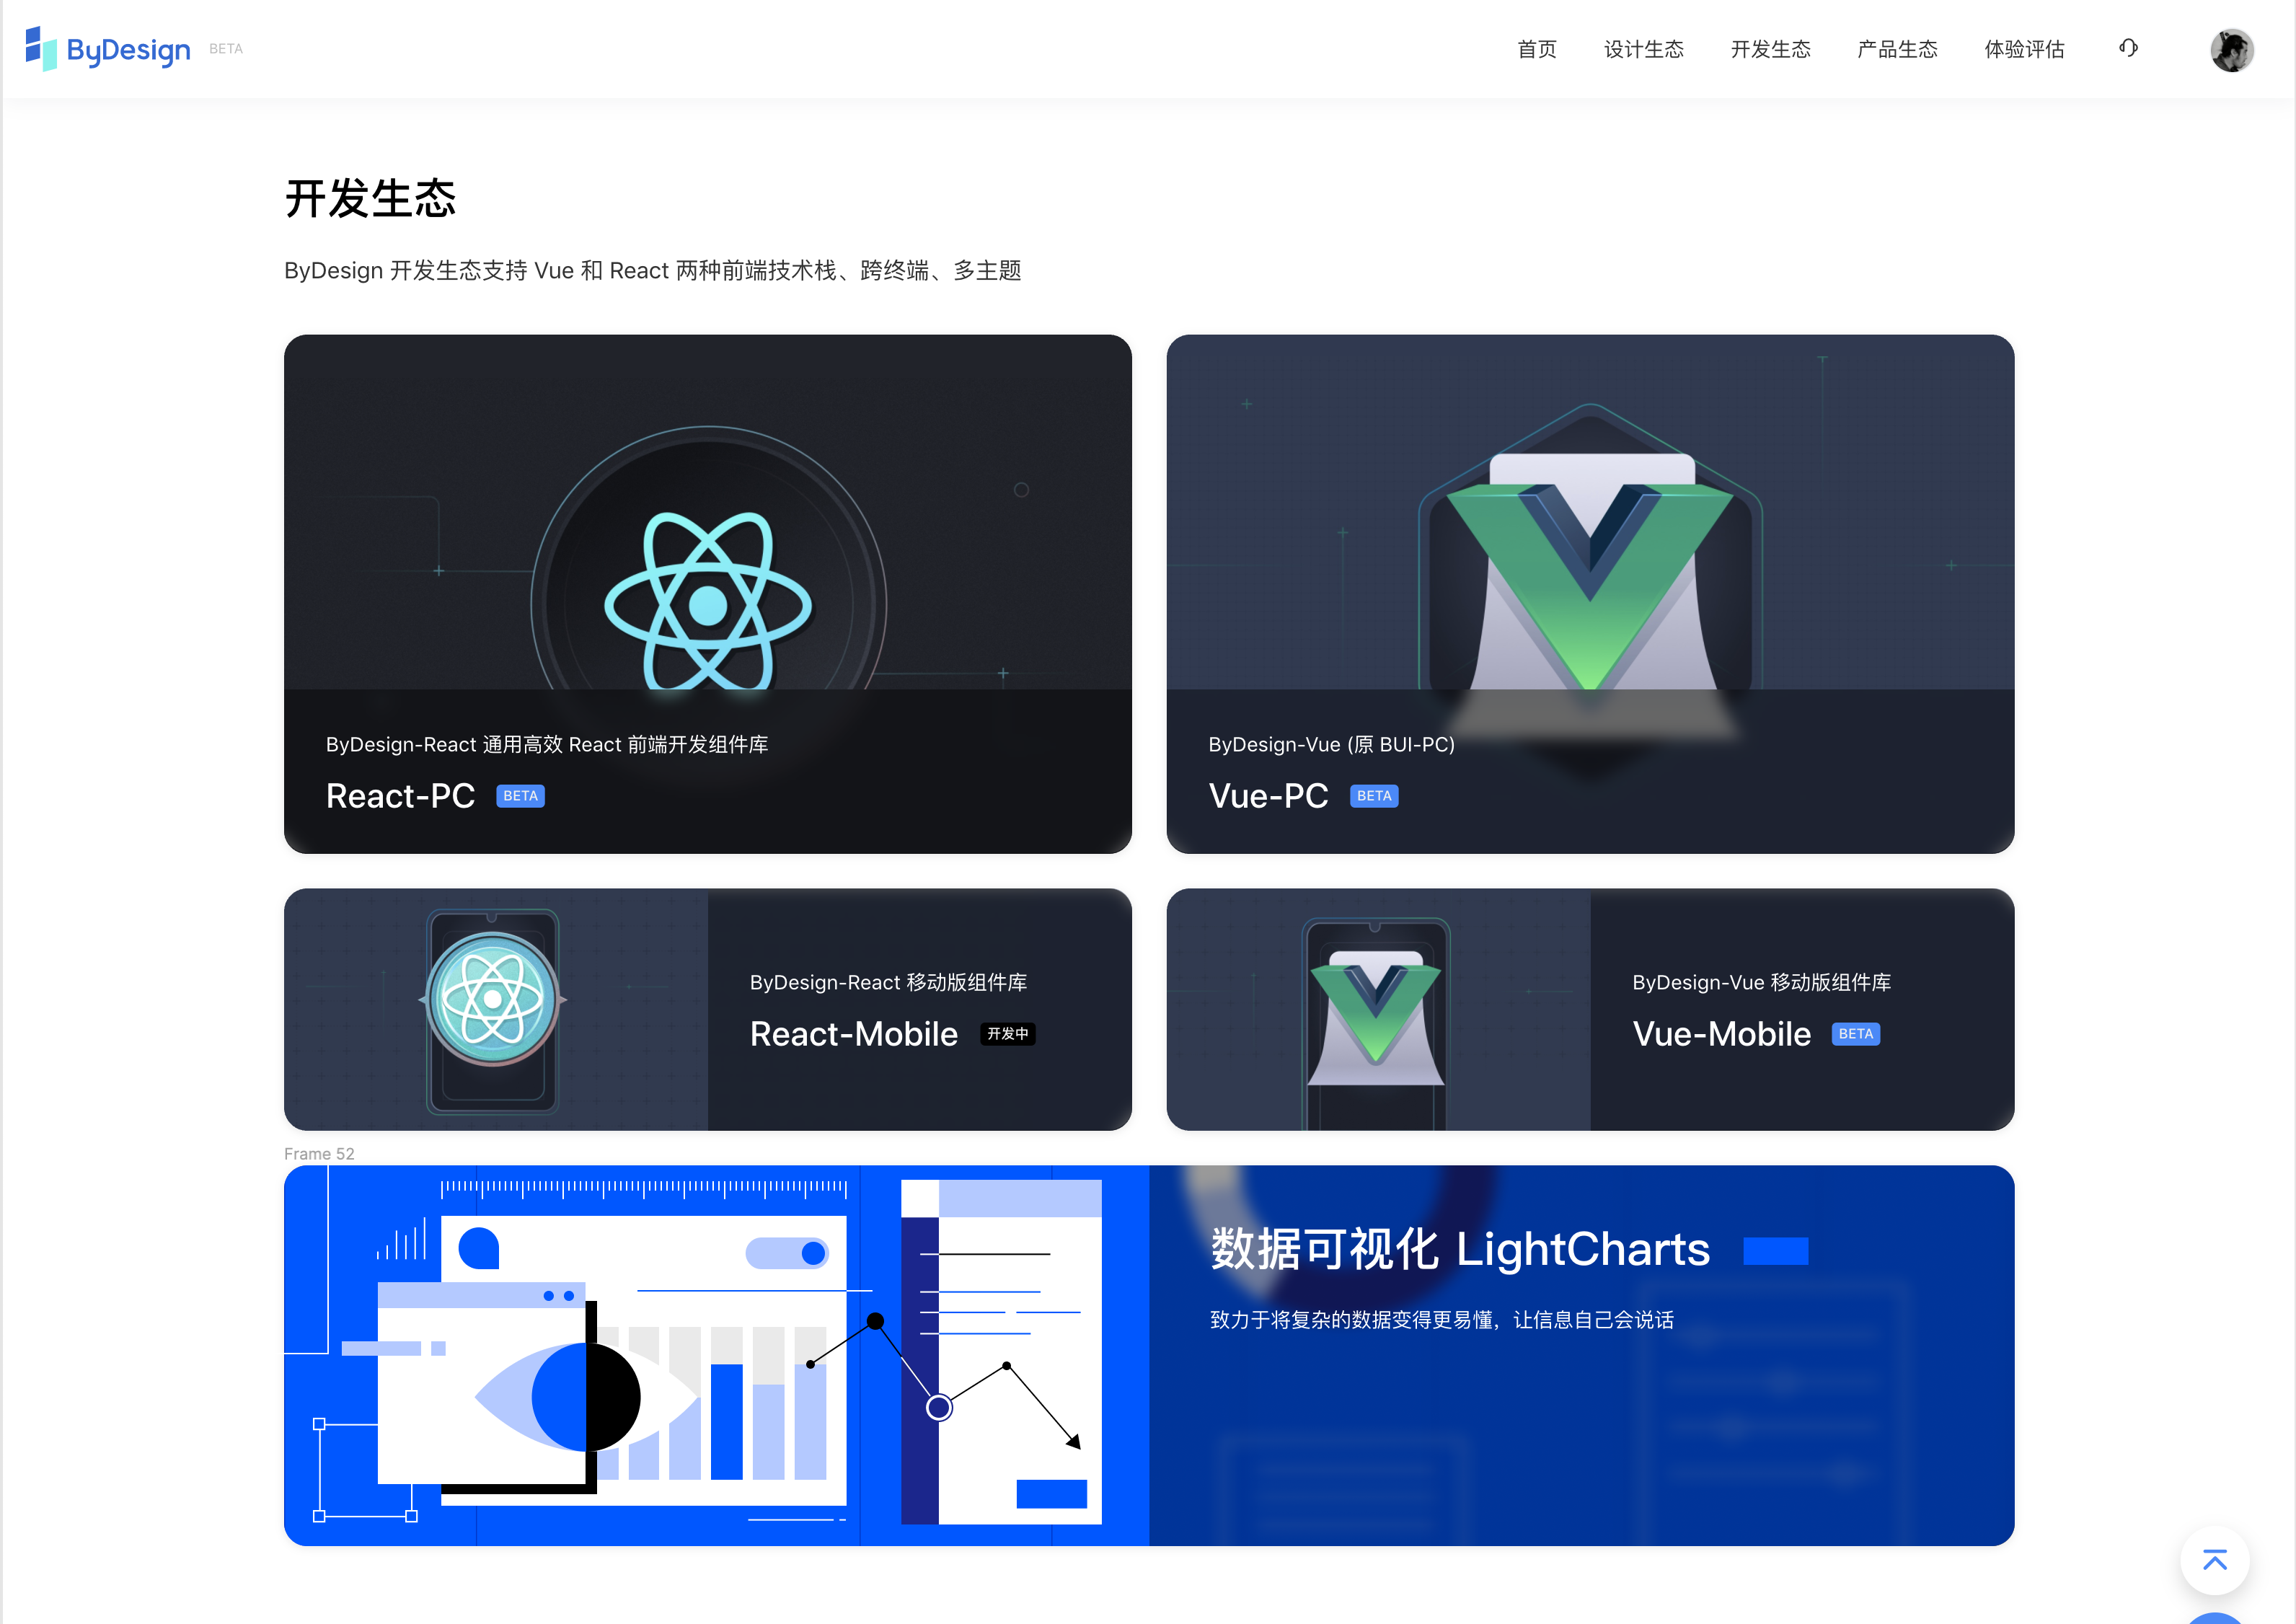 ByDesign BETA
首页 设计生态 开发生态 产品生态 体验评估
开发生态
ByDesign 开发生态支持 Vue 和 React 两种前端技术栈、跨终端、多主题
ByDesign-React 通用高效 React 前端开发组件库
React-PC BETA
ByDesign-Vue (原 BUI-PC)
Vue-PC BETA
ByDesign-React 移动版组件库
React-Mobile 开发中
ByDesign-Vue 移动版组件库
Vue-Mobile BETA
Frame 52
数据可视化 LightCharts
致力于将复杂的数据变得更易懂，让信息自己会说话